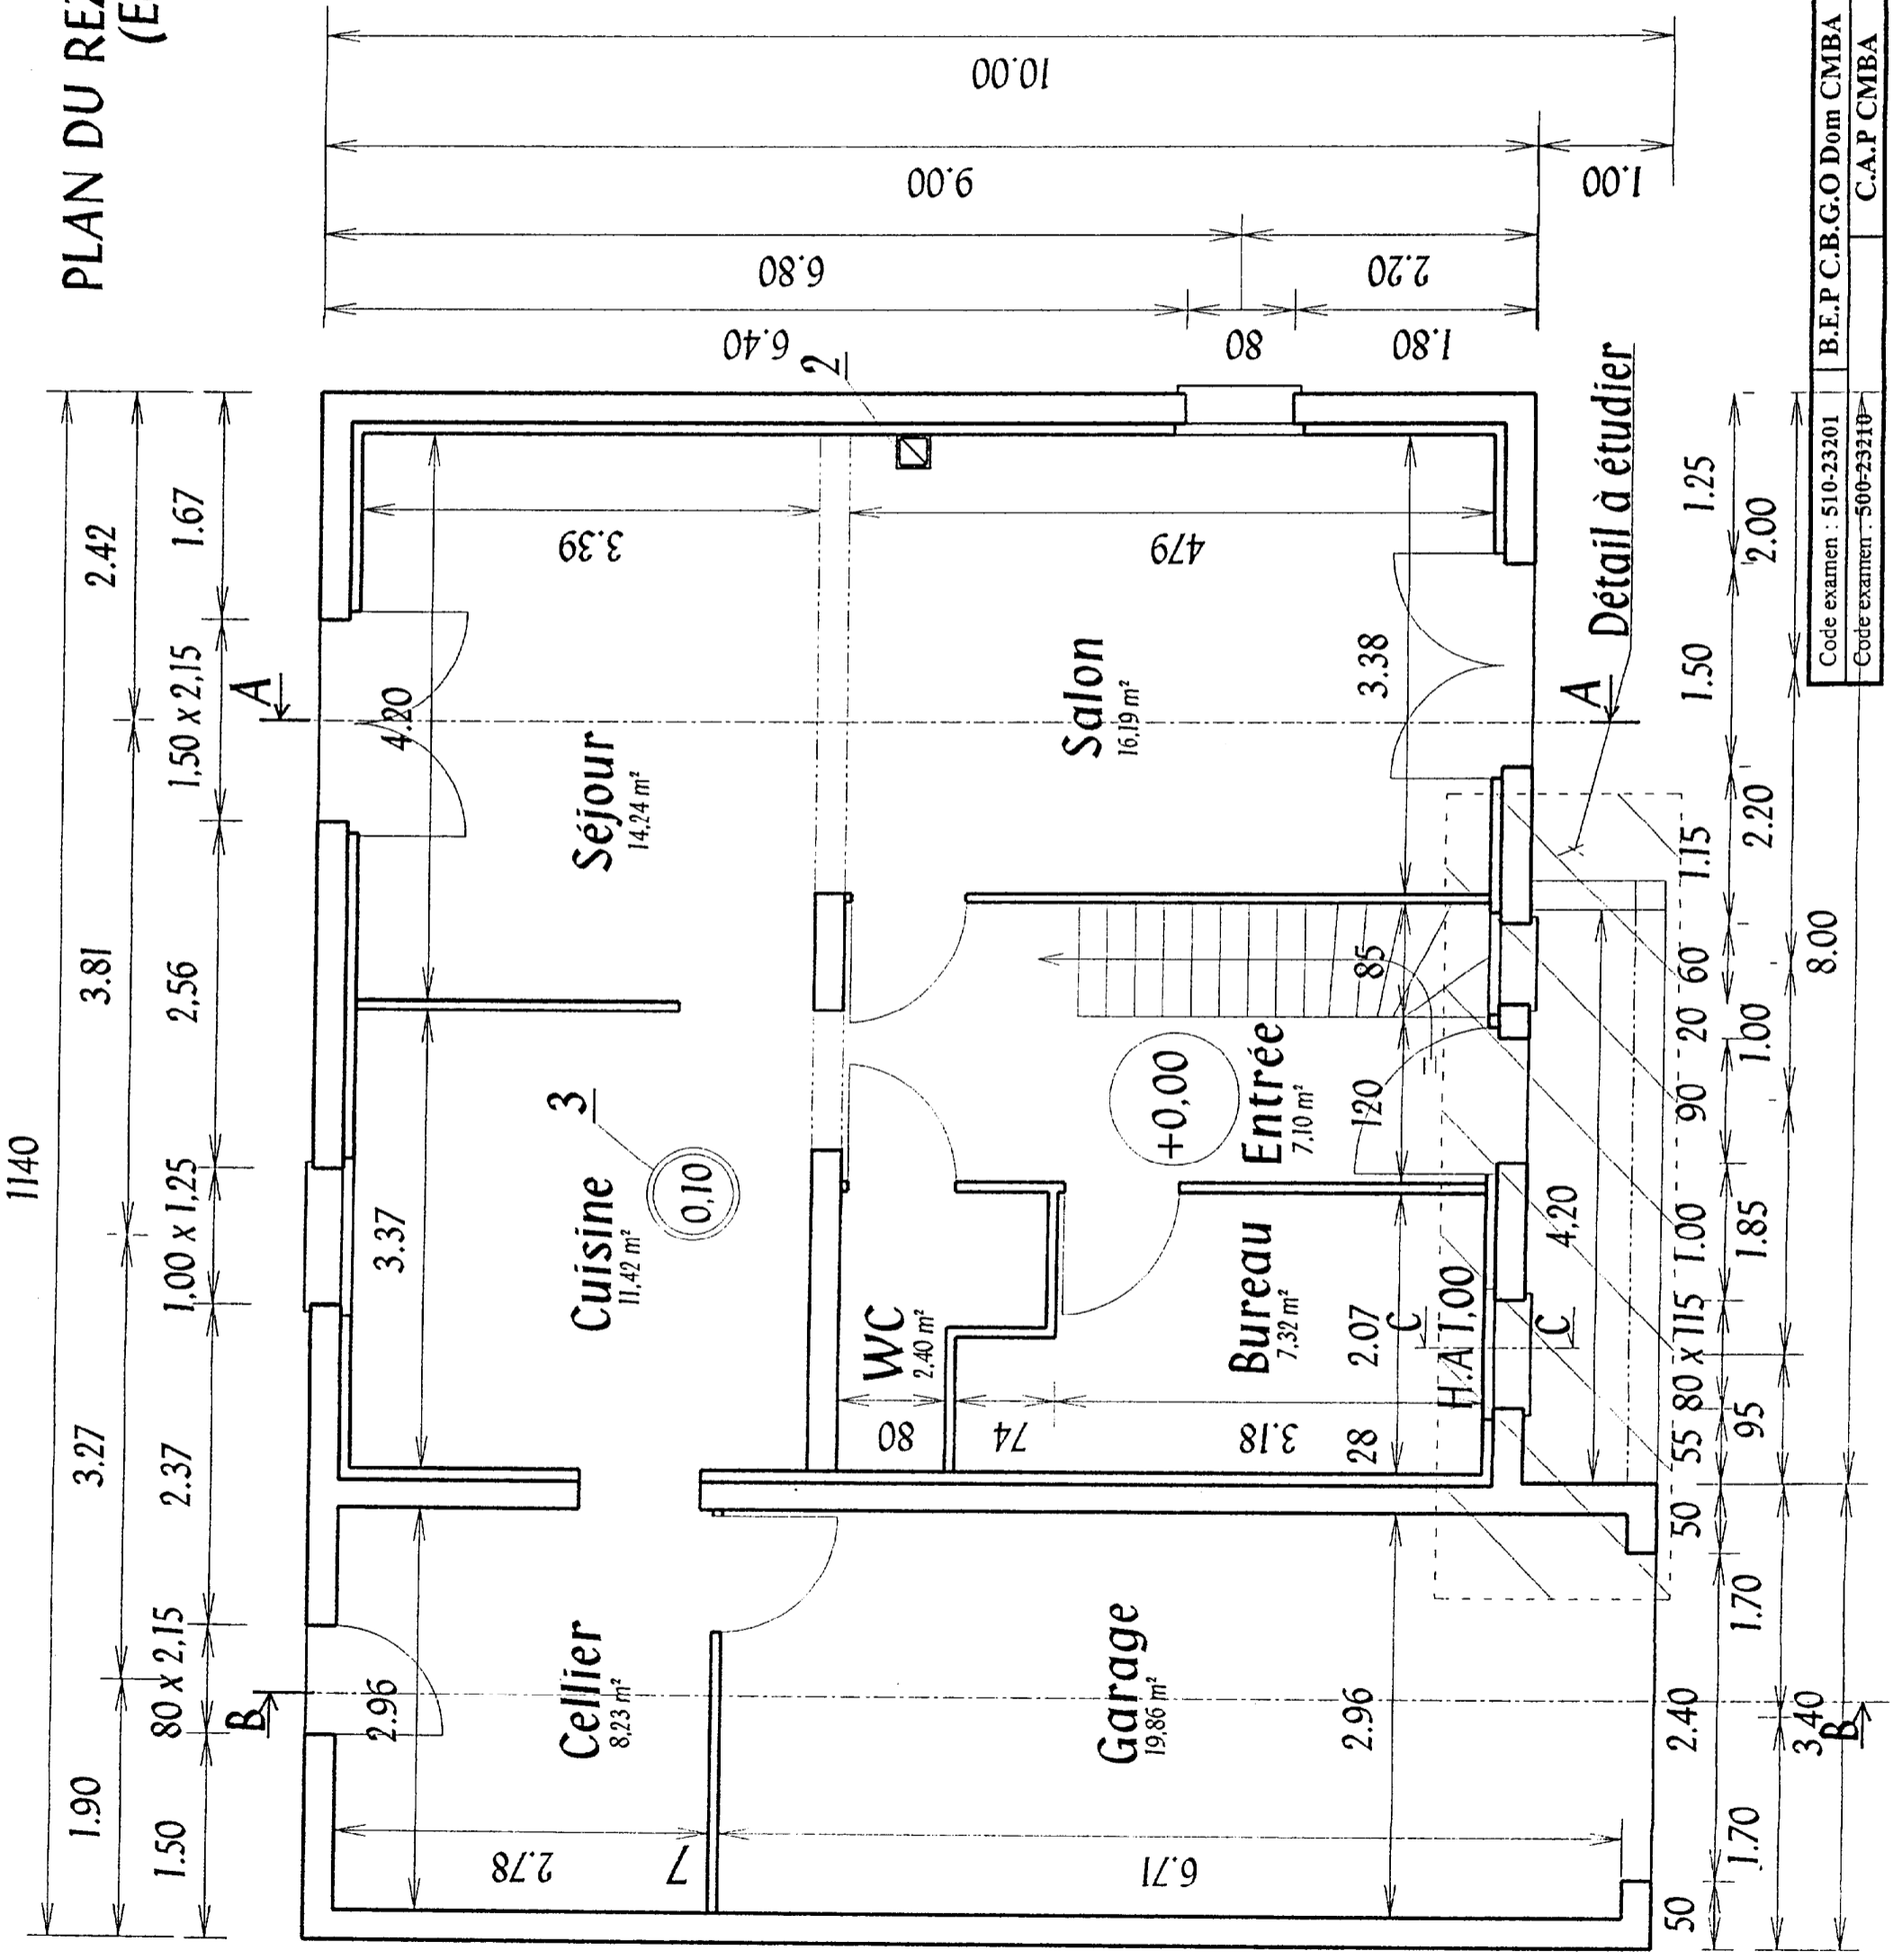 PLAN DU REZ
(E
1140
1.90
3.27
3.81
2.42
1.50
80 x 2,15
2.37
1,00 x 1,25
2,56
1,50 x 2,15
1.67
B
A
10.00
9.00
1.00
6.80
2.20
6.40
80
1.80
2.96
3.37
4.20
2
Cellier
8,23 m²
Cuisine
11,42 m²
3
0,10
Séjour
14,24 m²
3.39
2.78
7
WC
2,40 m²
80
74
3.18
479
Garage
19,86 m²
Bureau
7,32 m²
Entrée
7,10 m²
+0,00
Salon
16,19 m²
6.71
2.96
28
2.07
120
85
3.38
C
H.A 1,00
C
4,20
A
Détail à étudier
50
2.40
50
55
80 x 115
1.00
90
20
60
1.15
1.50
1.25
1.70
1.70
95
1.85
1.00
2.20
2.00
3.40
8.00
B
Code examen : 510-23201
B.E.P C.B.G.O Dom CMBA
Code examen : 500-23210
C.A.P CMBA